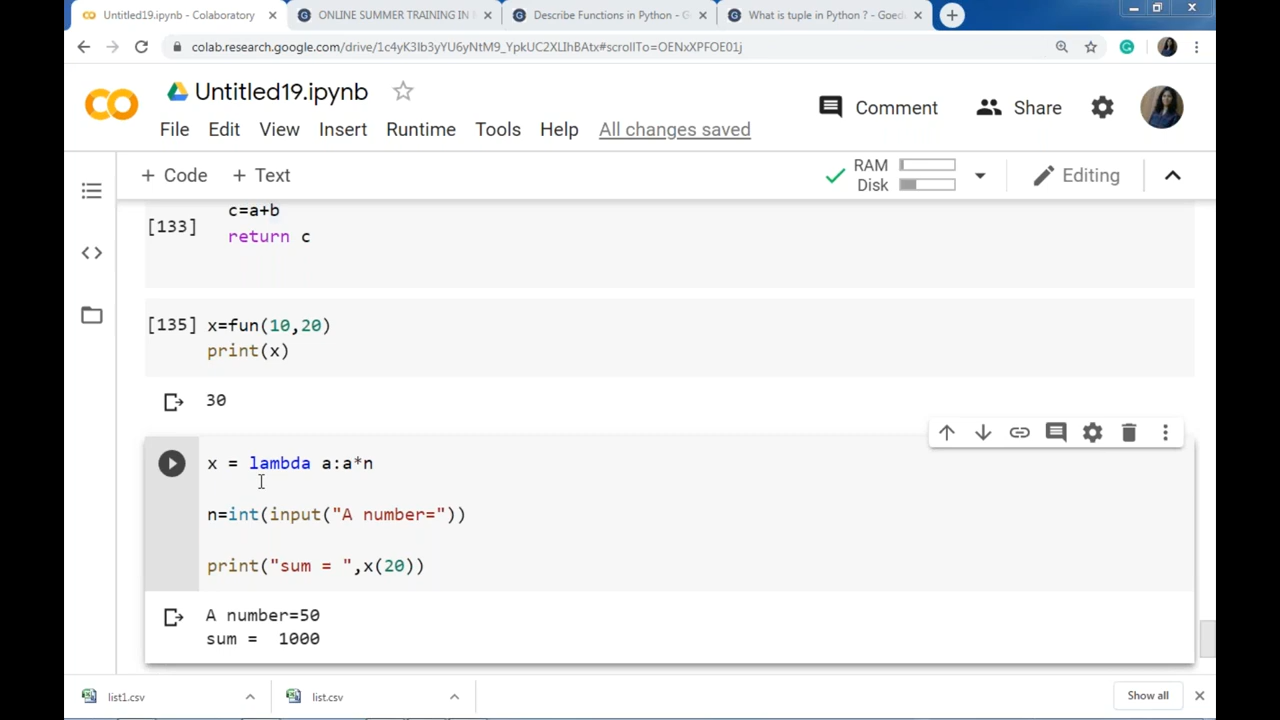 Untitled19.ipynb - Colaboratory
ONLINE SUMMER TRAINING IN
Describe Functions in Python - G
What is tuple in Python ? - Goed
colab.research.google.com/drive/1c4yK3Ib3yYU6yNtM9_YpkUC2XLIhBAtx#scrollTo=OENxXPFOE01j
CO Untitled19.ipynb
Comment Share
File Edit View Insert Runtime Tools Help All changes saved
+ Code + Text
RAM
Disk
Editing
c=a+b
[133]
return c
[135] x=fun(10,20)
print(x)
30
x = lambda a:a*n
n=int(input("A number="))
print("sum = ",x(20))
A number=50
sum =  1000
list1.csv list.csv Show all